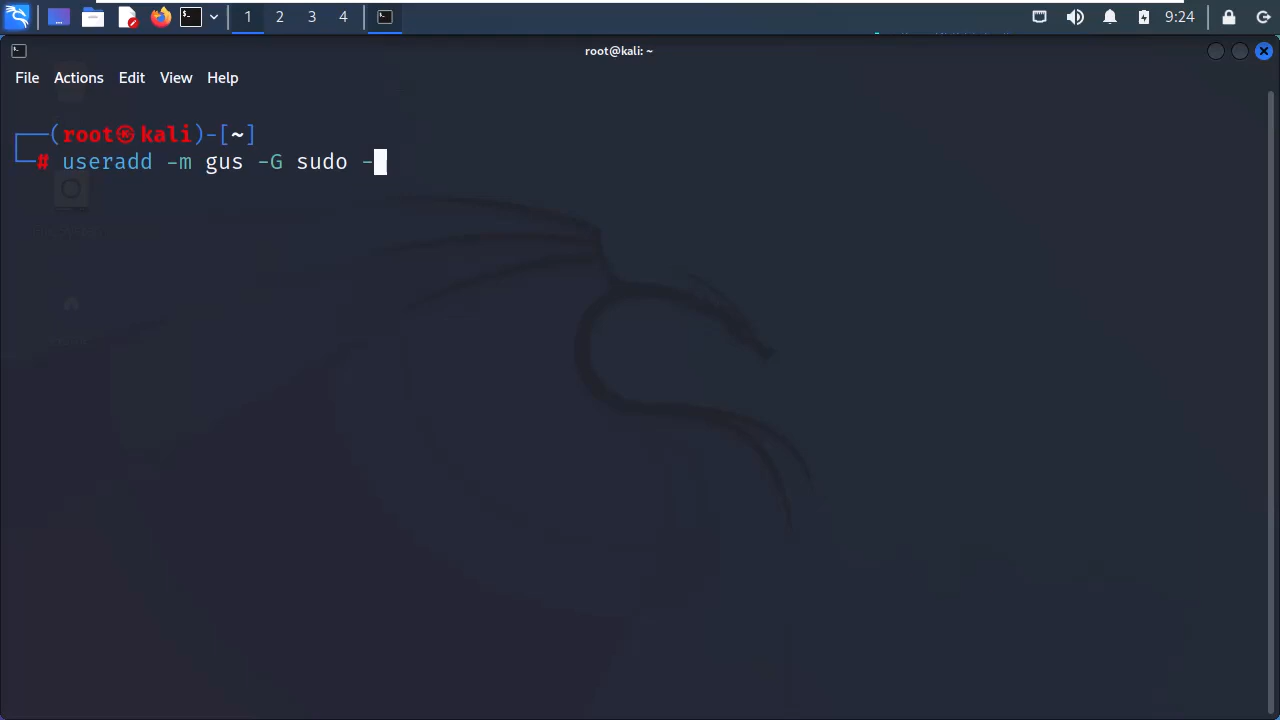 1 2 3 4 9:24
root@kali: ~
File Actions Edit View Help
┌──(root㉿kali)-[~]
└─# useradd -m gus -G sudo -